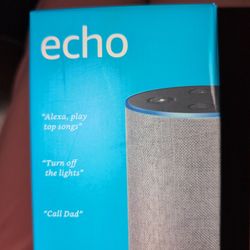 echo
"Alexa, play
top songs"
"Turn off
the lights"
"Call Dad"